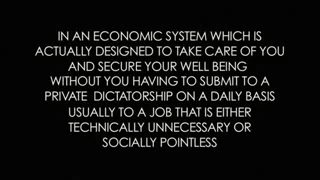 IN AN ECONOMIC SYSTEM WHICH IS
ACTUALLY DESIGNED TO TAKE CARE OF YOU
AND SECURE YOUR WELL BEING
WITHOUT YOU HAVING TO SUBMIT TO A
PRIVATE DICTATORSHIP ON A DAILY BASIS
USUALLY TO A JOB THAT IS EITHER
TECHNICALLY UNNECESSARY OR
SOCIALLY POINTLESS